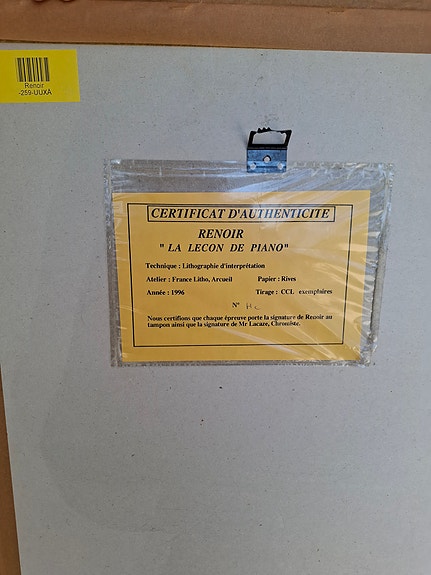 Renoir
-259-UUXA
CERTIFICAT D'AUTHENTICITE
RENOIR
" LA LECON DE PIANO"
Technique : Lithographie d'interprétation
Atelier : France Litho, Arcueil Papier : Rives
Année : 1996 Tirage : CCL exemplaires
N° Hc
Nous certifions que chaque épreuve porte la signature de Renoir au
tampon ainsi que la signature de Mr Lacaze, Chromiste.